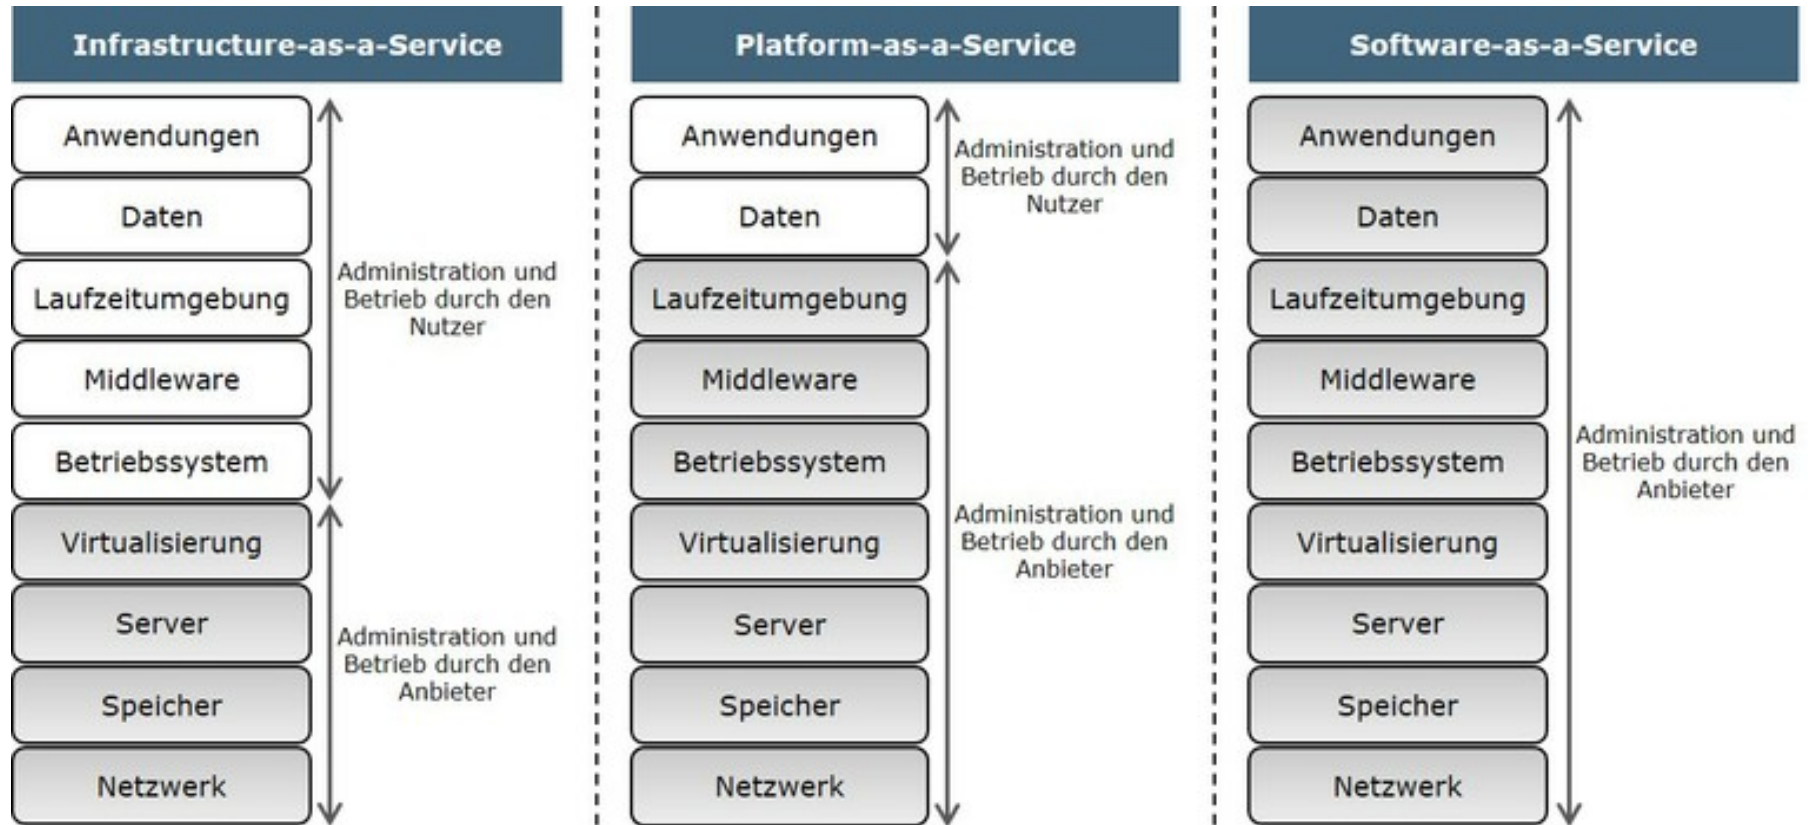 Infrastructure-as-a-Service
Anwendungen
Daten
Laufzeitumgebung
Middleware
Betriebssystem
Virtualisierung
Server
Speicher
Netzwerk
Administration und
Betrieb durch den
Nutzer
Administration und
Betrieb durch den
Anbieter
Platform-as-a-Service
Anwendungen
Daten
Laufzeitumgebung
Middleware
Betriebssystem
Virtualisierung
Server
Speicher
Netzwerk
Administration und
Betrieb durch den
Nutzer
Administration und
Betrieb durch den
Anbieter
Software-as-a-Service
Anwendungen
Daten
Laufzeitumgebung
Middleware
Betriebssystem
Virtualisierung
Server
Speicher
Netzwerk
Administration und
Betrieb durch den
Anbieter